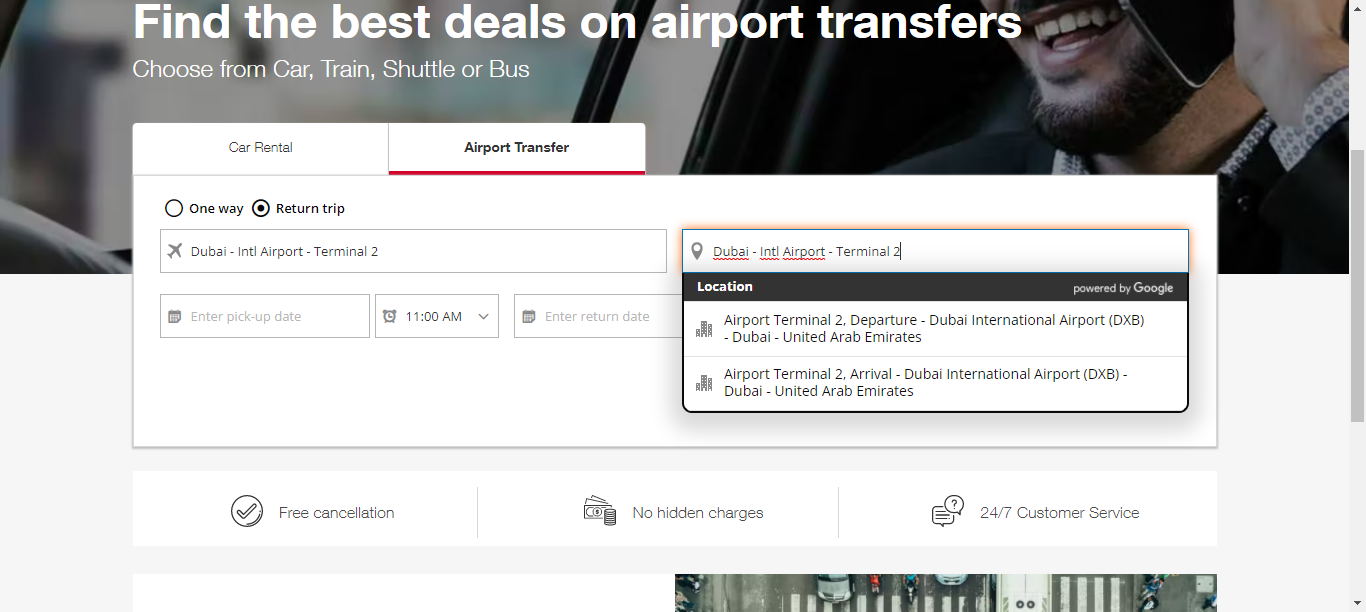 Find the best deals on airport transfers
Choose from Car, Train, Shuttle or Bus
Car Rental
Airport Transfer
One way
Return trip
Dubai - Intl Airport - Terminal 2
Dubai - Intl Airport - Terminal 2
Location
powered by Google
Enter pick-up date
11:00 AM
Enter return date
Airport Terminal 2, Departure - Dubai International Airport (DXB)
- Dubai - United Arab Emirates
Airport Terminal 2, Arrival - Dubai International Airport (DXB) -
Dubai - United Arab Emirates
Free cancellation
No hidden charges
24/7 Customer Service